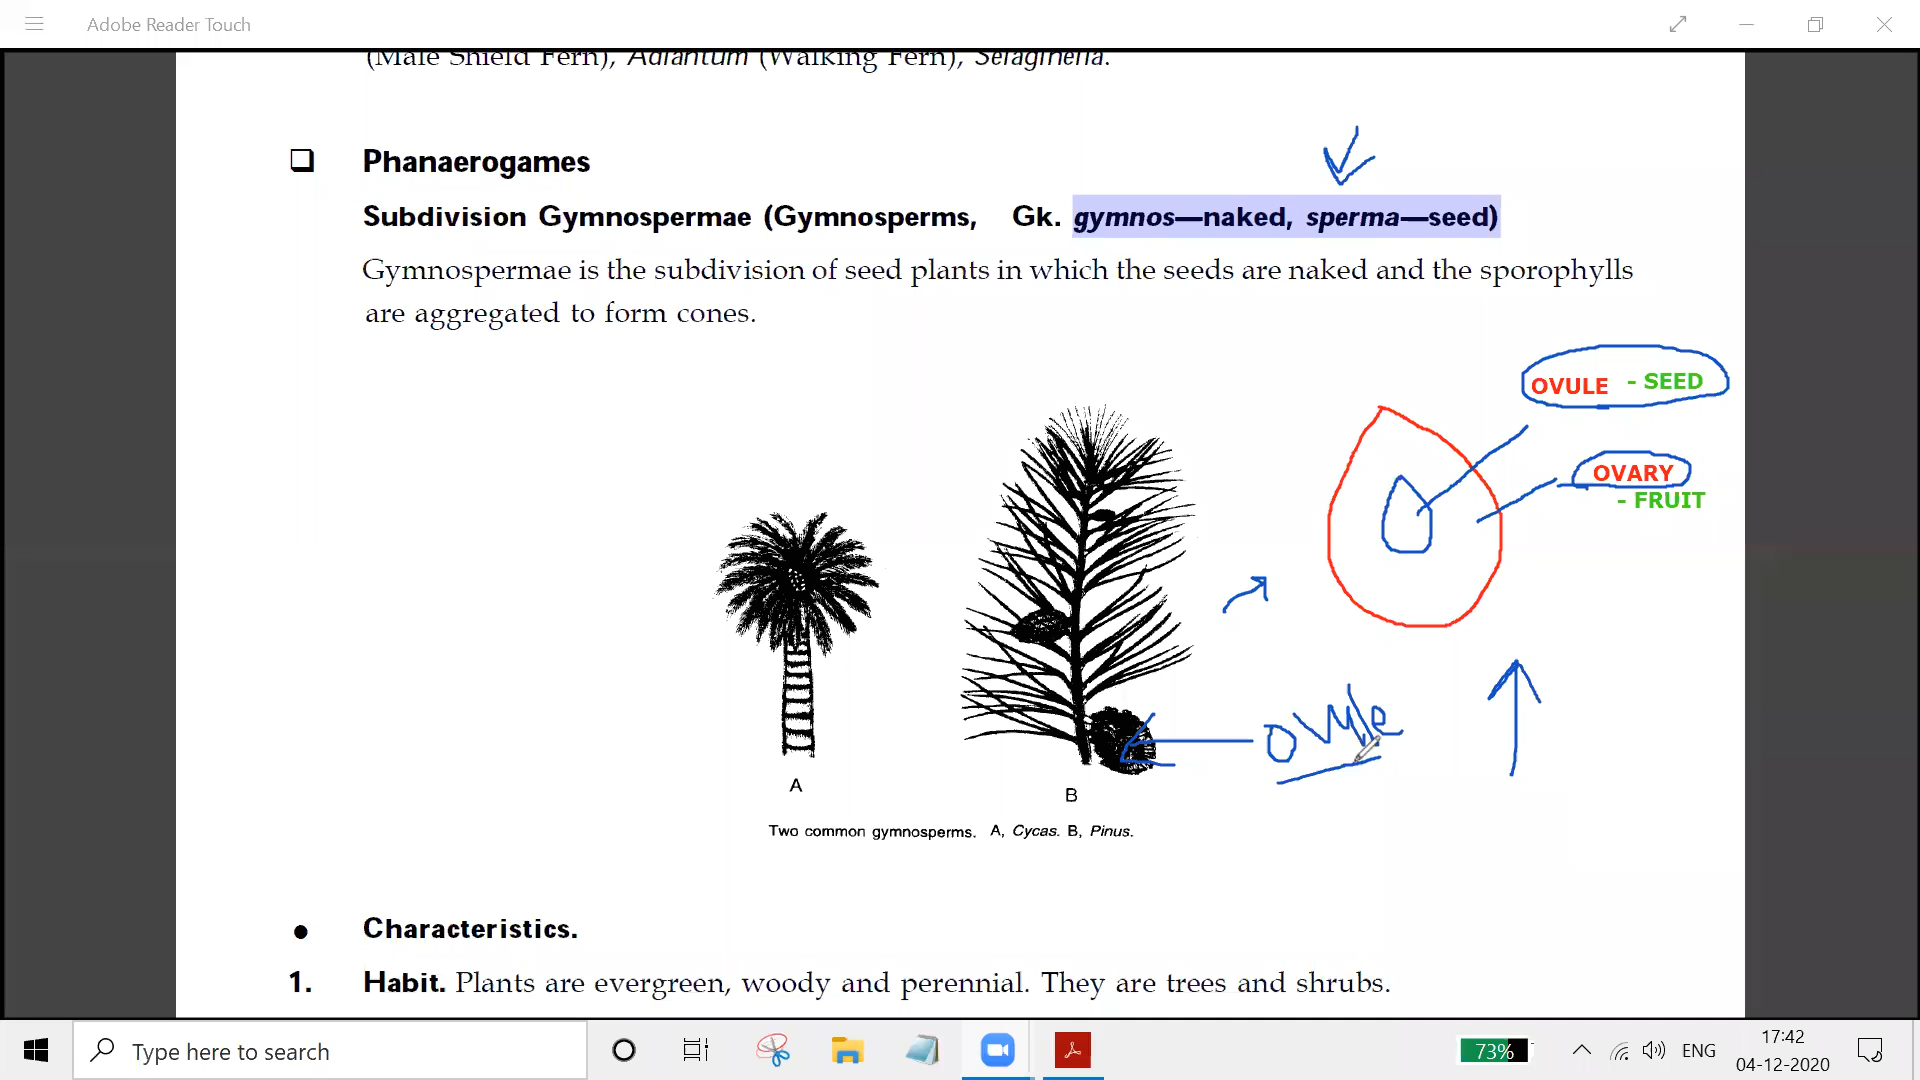 Adobe Reader Touch
(Male Shield Fern), Adiantum (Walking Fern), Selaginella.
❑ Phanaerogames
Subdivision Gymnospermae (Gymnosperms, Gk. gymnos—naked, sperma—seed)
Gymnospermae is the subdivision of seed plants in which the seeds are naked and the sporophylls
are aggregated to form cones.
OVULE - SEED
OVARY
- FRUIT
ovule
A
B
Two common gymnosperms. A, Cycas. B, Pinus.
● Characteristics.
1. Habit. Plants are evergreen, woody and perennial. They are trees and shrubs.
Type here to search
73%
ENG
17:42
04-12-2020